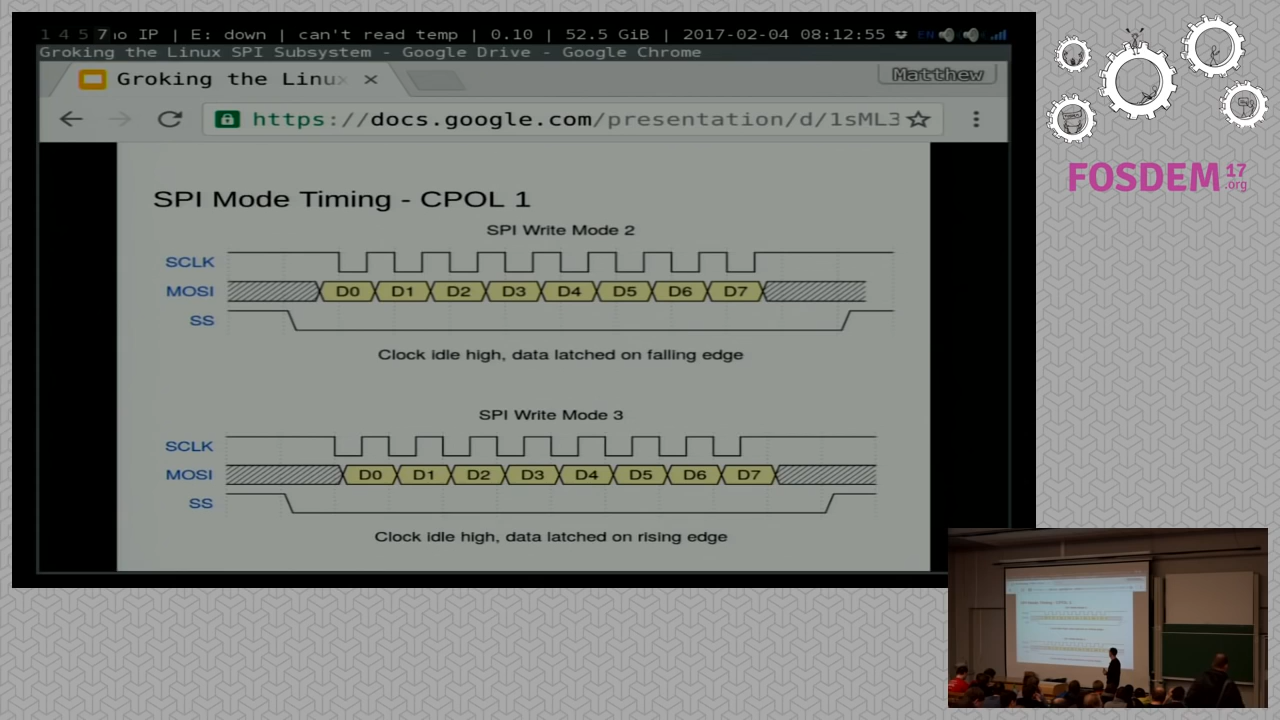 1 4 5 7 no IP | E: down | can't read temp | 0.10 | 52.5 GiB | 2017-02-04 08:12:55 EN
Groking the Linux SPI Subsystem - Google Drive - Google Chrome
Groking the Linu
Matthew
https://docs.google.com/presentation/d/1sML3
SPI Mode Timing - CPOL 1
SPI Write Mode 2
SCLK
MOSI D0 D1 D2 D3 D4 D5 D6 D7
SS
Clock idle high, data latched on falling edge
SPI Write Mode 3
SCLK
MOSI D0 D1 D2 D3 D4 D5 D6 D7
SS
Clock idle high, data latched on rising edge
FOSDEM 17 .org